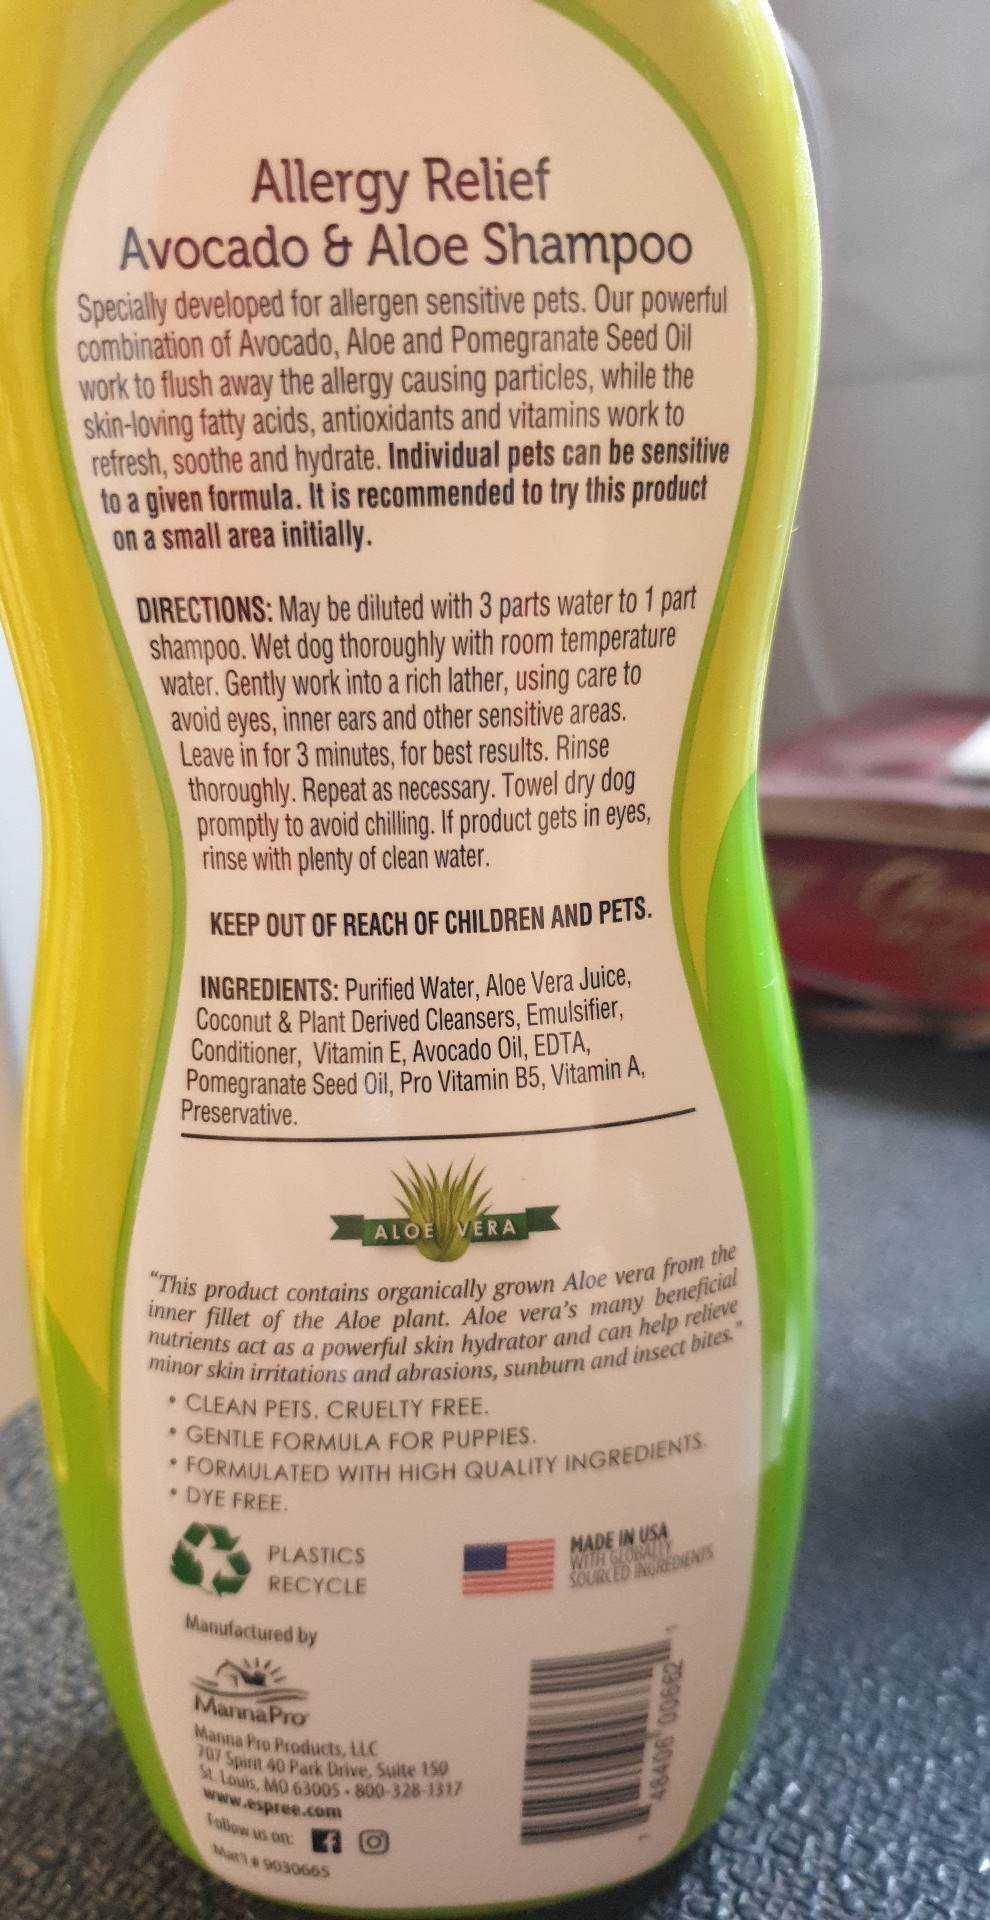 Allergy Relief
Avocado & Aloe Shampoo
Specially developed for allergen sensitive pets. Our powerful
combination of Avocado, Aloe and Pomegranate Seed Oil
work to flush away the allergy causing particles, while the
skin-loving fatty acids, antioxidants and vitamins work to
refresh, soothe and hydrate. Individual pets can be sensitive
to a given formula. It is recommended to try this product
on a small area initially.
DIRECTIONS: May be diluted with 3 parts water to 1 part
shampoo. Wet dog thoroughly with room temperature
water. Gently work into a rich lather, using care to
avoid eyes, inner ears and other sensitive areas.
Leave in for 3 minutes, for best results. Rinse
thoroughly. Repeat as necessary. Towel dry dog
promptly to avoid chilling. If product gets in eyes,
rinse with plenty of clean water.
KEEP OUT OF REACH OF CHILDREN AND PETS.
INGREDIENTS: Purified Water, Aloe Vera Juice,
Coconut & Plant Derived Cleansers, Emulsifier,
Conditioner, Vitamin E, Avocado Oil, EDTA,
Pomegranate Seed Oil, Pro Vitamin B5, Vitamin A,
Preservative.
ALOE VERA
"This product contains organically grown Aloe vera from the
inner fillet of the Aloe plant. Aloe vera's many beneficial
nutrients act as a powerful skin hydrator and can help relieve
minor skin irritations and abrasions, sunburn and insect bites."
• CLEAN PETS. CRUELTY FREE.
• GENTLE FORMULA FOR PUPPIES.
• FORMULATED WITH HIGH QUALITY INGREDIENTS.
• DYE FREE.
PLASTICS
RECYCLE
MADE IN USA
WITH GLOBALLY
SOURCED INGREDIENTS
Manufactured by
MannaPro
Manna Pro Products, LLC
707 Spirit 40 Park Drive, Suite 150
St. Louis, MO 63005 • 800-328-1317
www.espree.com
Follow us on:
Mat'l # 9030665
7 48406 00662 1